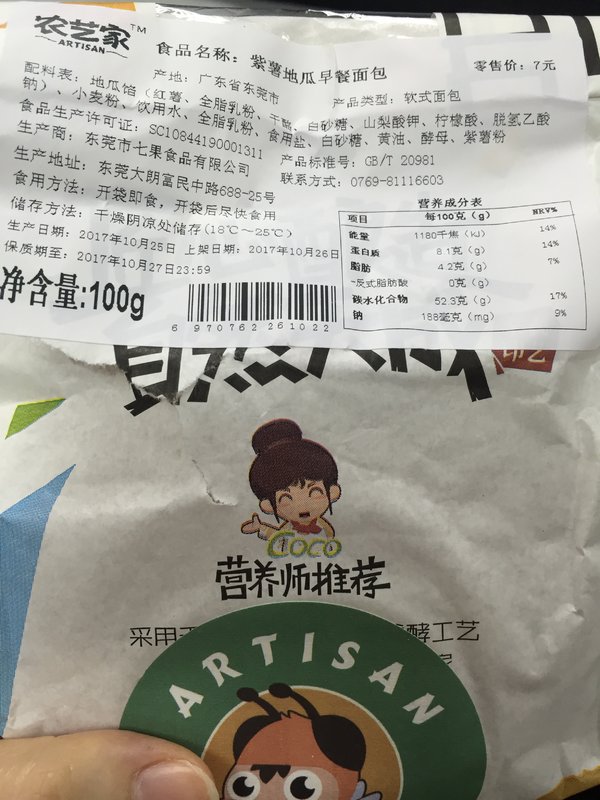 农艺家 TM
ARTISAN
食品名称：紫薯地瓜早餐面包
零售价：7元
产地：广东省东莞市
产品类型：软式面包
配料表：地瓜馅（红薯、全脂乳粉、干酪、白砂糖、山梨酸钾、柠檬酸、脱氢乙酸
钠）、小麦粉、饮用水、全脂乳粉、食用盐、白砂糖、黄油、酵母、紫薯粉
食品生产许可证：SC10844190001311
产品标准号：GB/T 20981
生产商：东莞市七果食品有限公司
联系方式：0769-81116603
生产地址：东莞大朗富民中路688-25号
食用方法：开袋即食，开袋后尽快食用
储存方法：干燥阴凉处储存(18℃～25℃)
生产日期：2017年10月25日 上架日期：2017年10月26日
保质期至：2017年10月27日23:59
净含量:100g
6 970762 261022
营养成分表
项目 每100克（g） NRV%
能量 1180千焦（kJ） 14%
蛋白质 8.1克（g） 14%
脂肪 4.2克（g） 7%
-反式脂肪酸 0克（g）
碳水化合物 52.3克（g） 17%
钠 188毫克（mg） 9%
Coco
营养师推荐
采用 酵工艺
ARTISAN